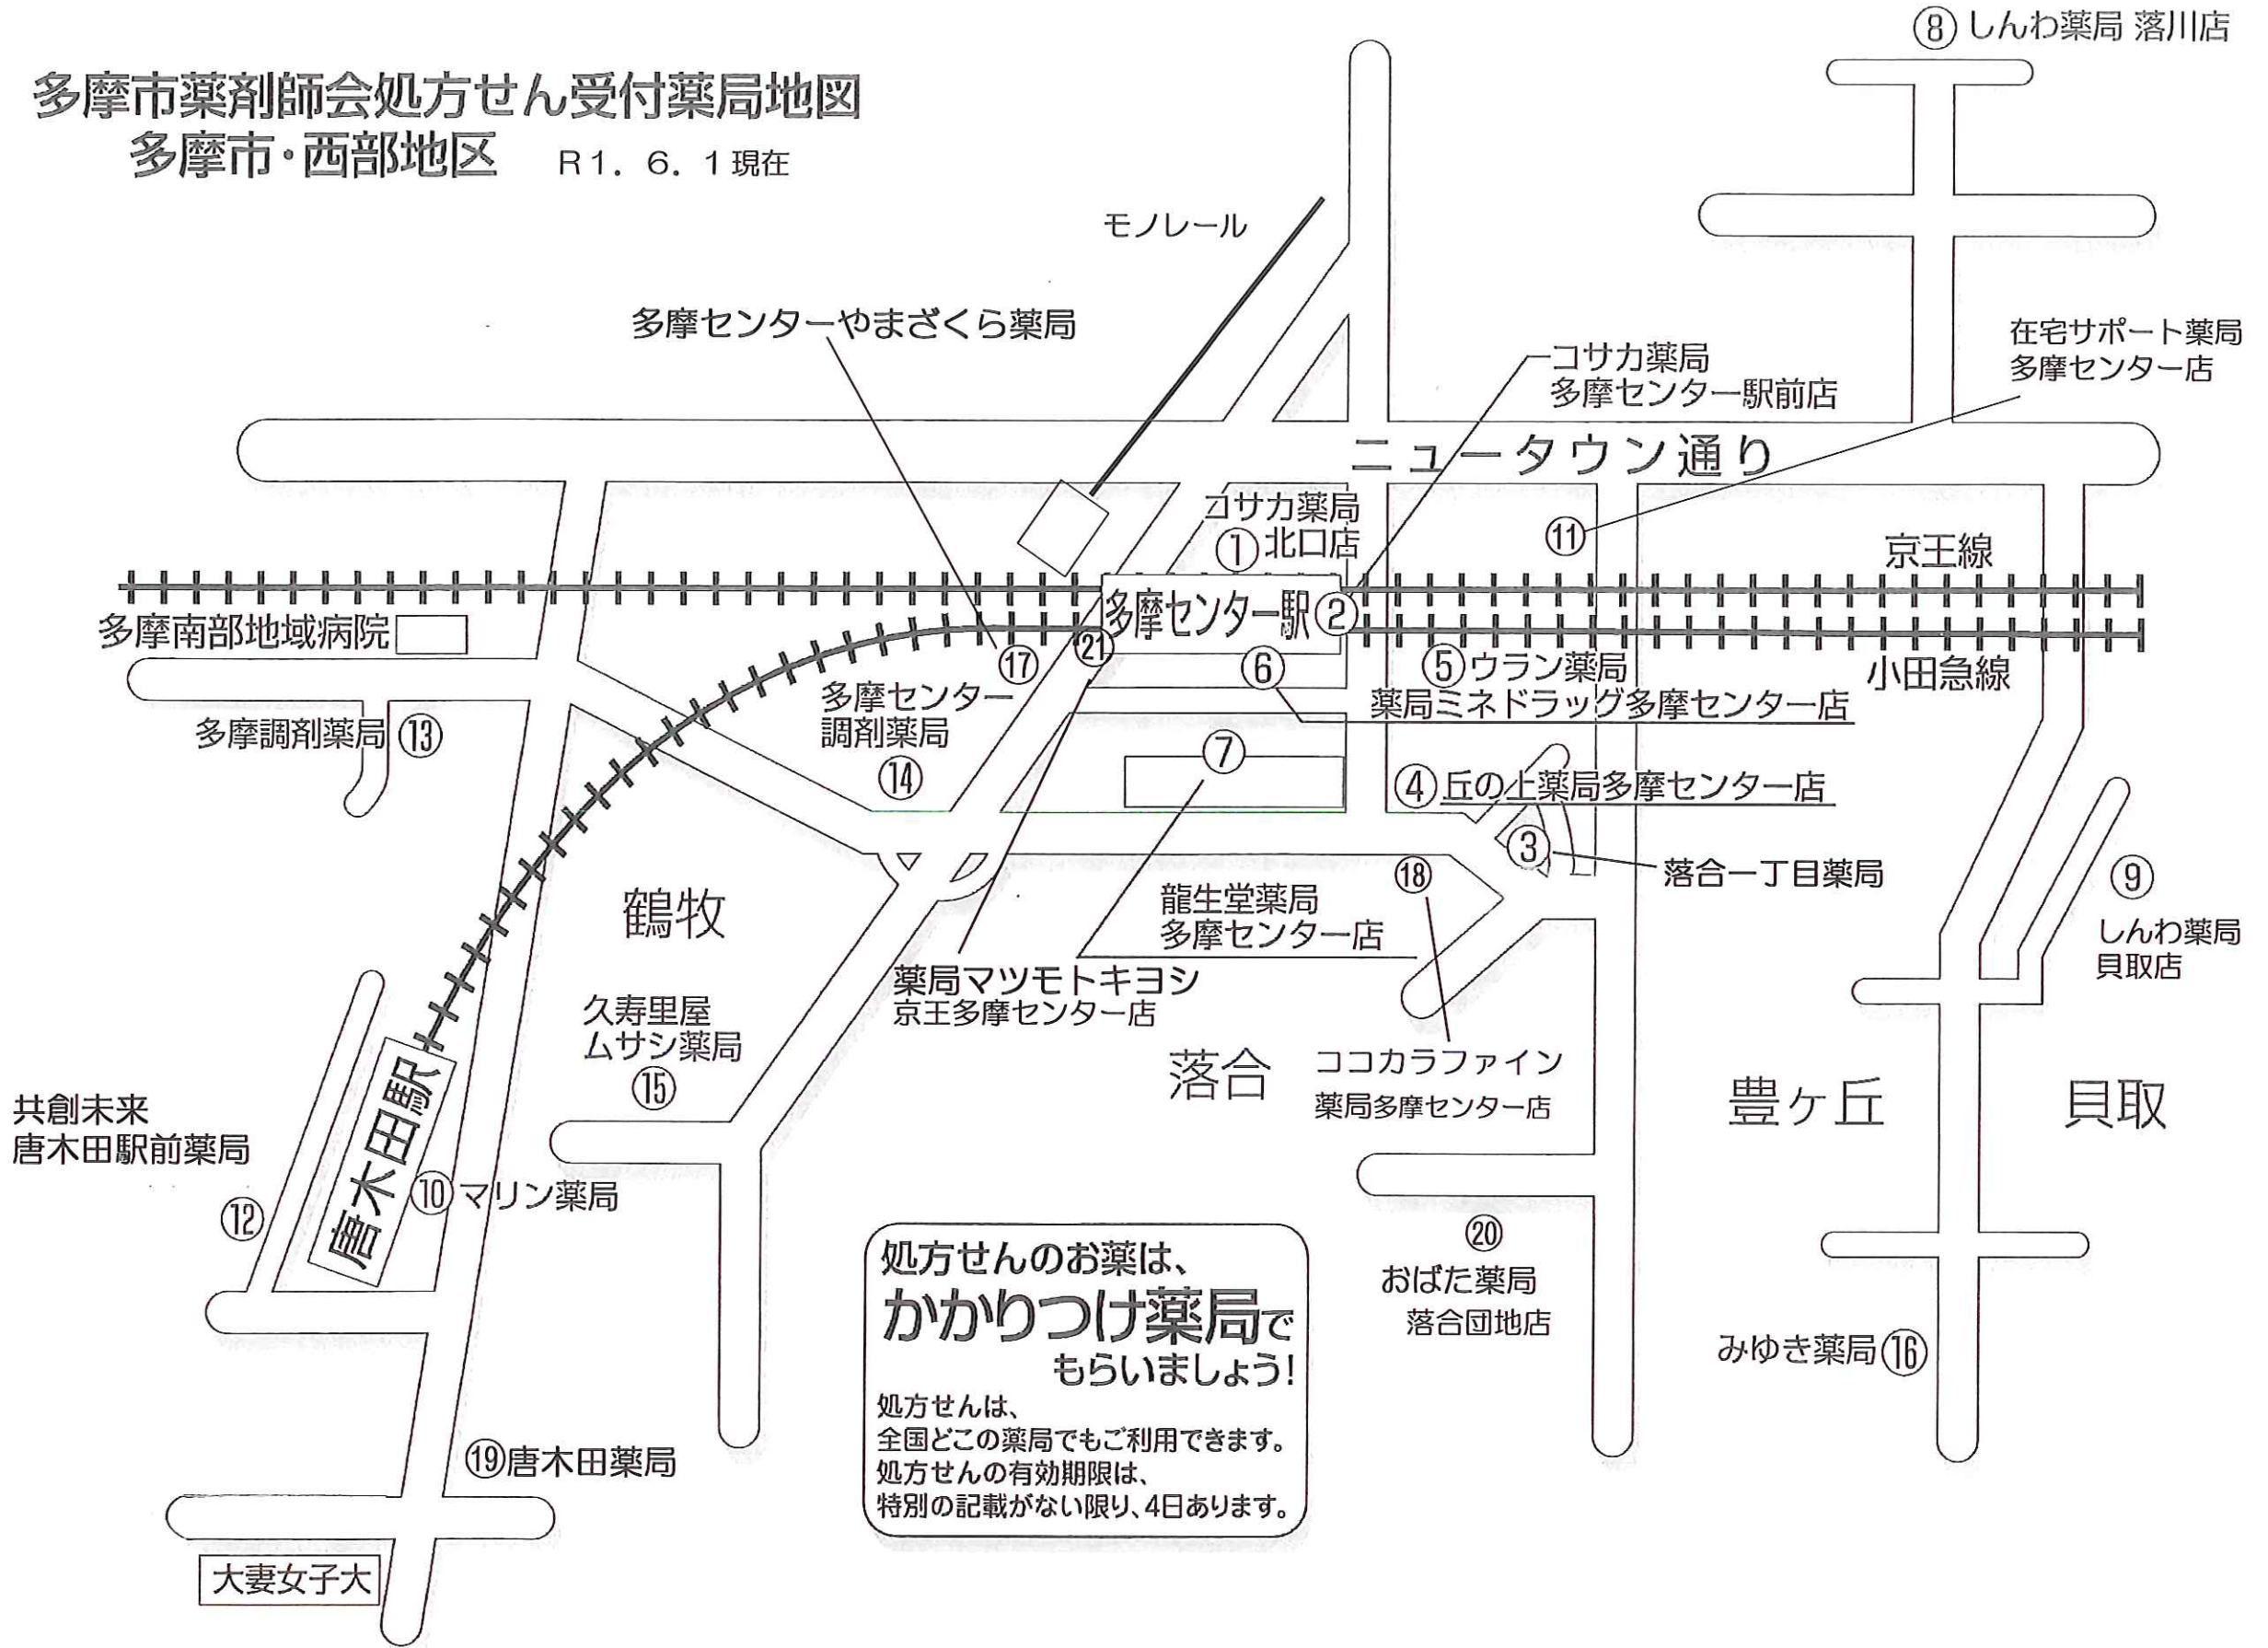 ⑧しんわ薬局 落川店
多摩市薬剤師会処方せん受付薬局地図
多摩市・西部地区 R1．6．1現在
モノレール
多摩センターやまざくら薬局
在宅サポート薬局
多摩センター店
コサカ薬局
多摩センター駅前店
ニュータウン通り
コサカ薬局
①北口店
⑪
京王線
多摩センター駅②
多摩南部地域病院
㉑
⑰
⑥
⑤ウラン薬局
小田急線
薬局ミネドラッグ多摩センター店
多摩センター
調剤薬局
⑭
多摩調剤薬局⑬
⑦
④丘の上薬局多摩センター店
③
落合一丁目薬局
⑱
⑨
しんわ薬局
貝取店
鶴牧
龍生堂薬局
多摩センター店
薬局マツモトキヨシ
京王多摩センター店
久寿里屋
ムサシ薬局
⑮
落合
ココカラファイン
薬局多摩センター店
豊ヶ丘
貝取
共創未来
唐木田駅前薬局
⑫
唐木田駅
⑩マリン薬局
⑳
おばた薬局
落合団地店
みゆき薬局⑯
処方せんのお薬は、
かかりつけ薬局で
もらいましょう！
処方せんは、
全国どこの薬局でもご利用できます。
処方せんの有効期限は、
特別の記載がない限り、4日あります。
⑲唐木田薬局
大妻女子大